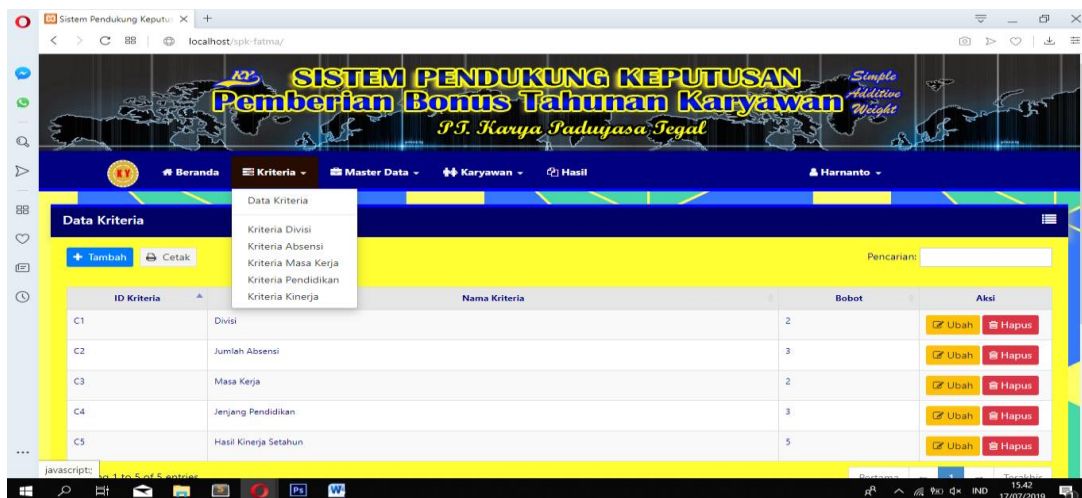 Sistem Pendukung Keputu
localhost/spk-fatma/
KY SISTEM PENDUKUNG KEPUTUSAN Simple
Pemberian Bonus Tahunan Karyawan Additive
Weight
PT. Karya Paduyasa Tegal
KY Beranda Kriteria Master Data Karyawan Hasil Harnanto
Data Kriteria
Data Kriteria
Kriteria Divisi
Kriteria Absensi
Kriteria Masa Kerja
Kriteria Pendidikan
Kriteria Kinerja
Tambah Cetak Pencarian:
ID Kriteria Nama Kriteria Bobot Aksi
C1 Divisi 2 Ubah Hapus
C2 Jumlah Absensi 3 Ubah Hapus
C3 Masa Kerja 2 Ubah Hapus
C4 Jenjang Pendidikan 3 Ubah Hapus
C5 Hasil Kinerja Setahun 5 Ubah Hapus
javascript:;
1 to 5 of 5 entries Pertama 1 Terakhir
Ps W IND 15.42
17/07/2019